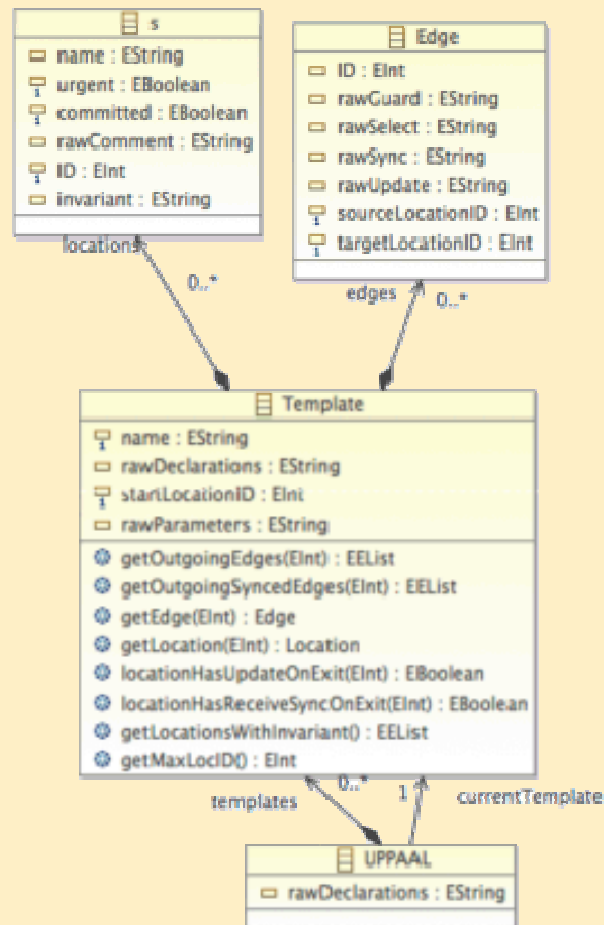 s
name : EString
urgent : EBoolean
committed : EBoolean
rawComment : EString
ID : EInt
invariant : EString
Edge
ID : EInt
rawGuard : EString
rawSelect : EString
rawSync : EString
rawUpdate : EString
sourceLocationID : EInt
targetLocationID : EInt
locations
0..*
edges
0..*
Template
name : EString
rawDeclarations : EString
startLocationID : EInt
rawParameters : EString
getOutgoingEdges(EInt) : EEList
getOutgoingSyncedEdges(EInt) : EEList
getEdge(EInt) : Edge
getLocation(EInt) : Location
locationHasUpdateOnExit(EInt) : EBoolean
locationHasReceiveSyncOnExit(EInt) : EBoolean
getLocationsWithInvariant() : EEList
getMaxLocID() : EInt
templates
0..*
1
currentTemplate
UPPAAL
rawDeclarations : EString